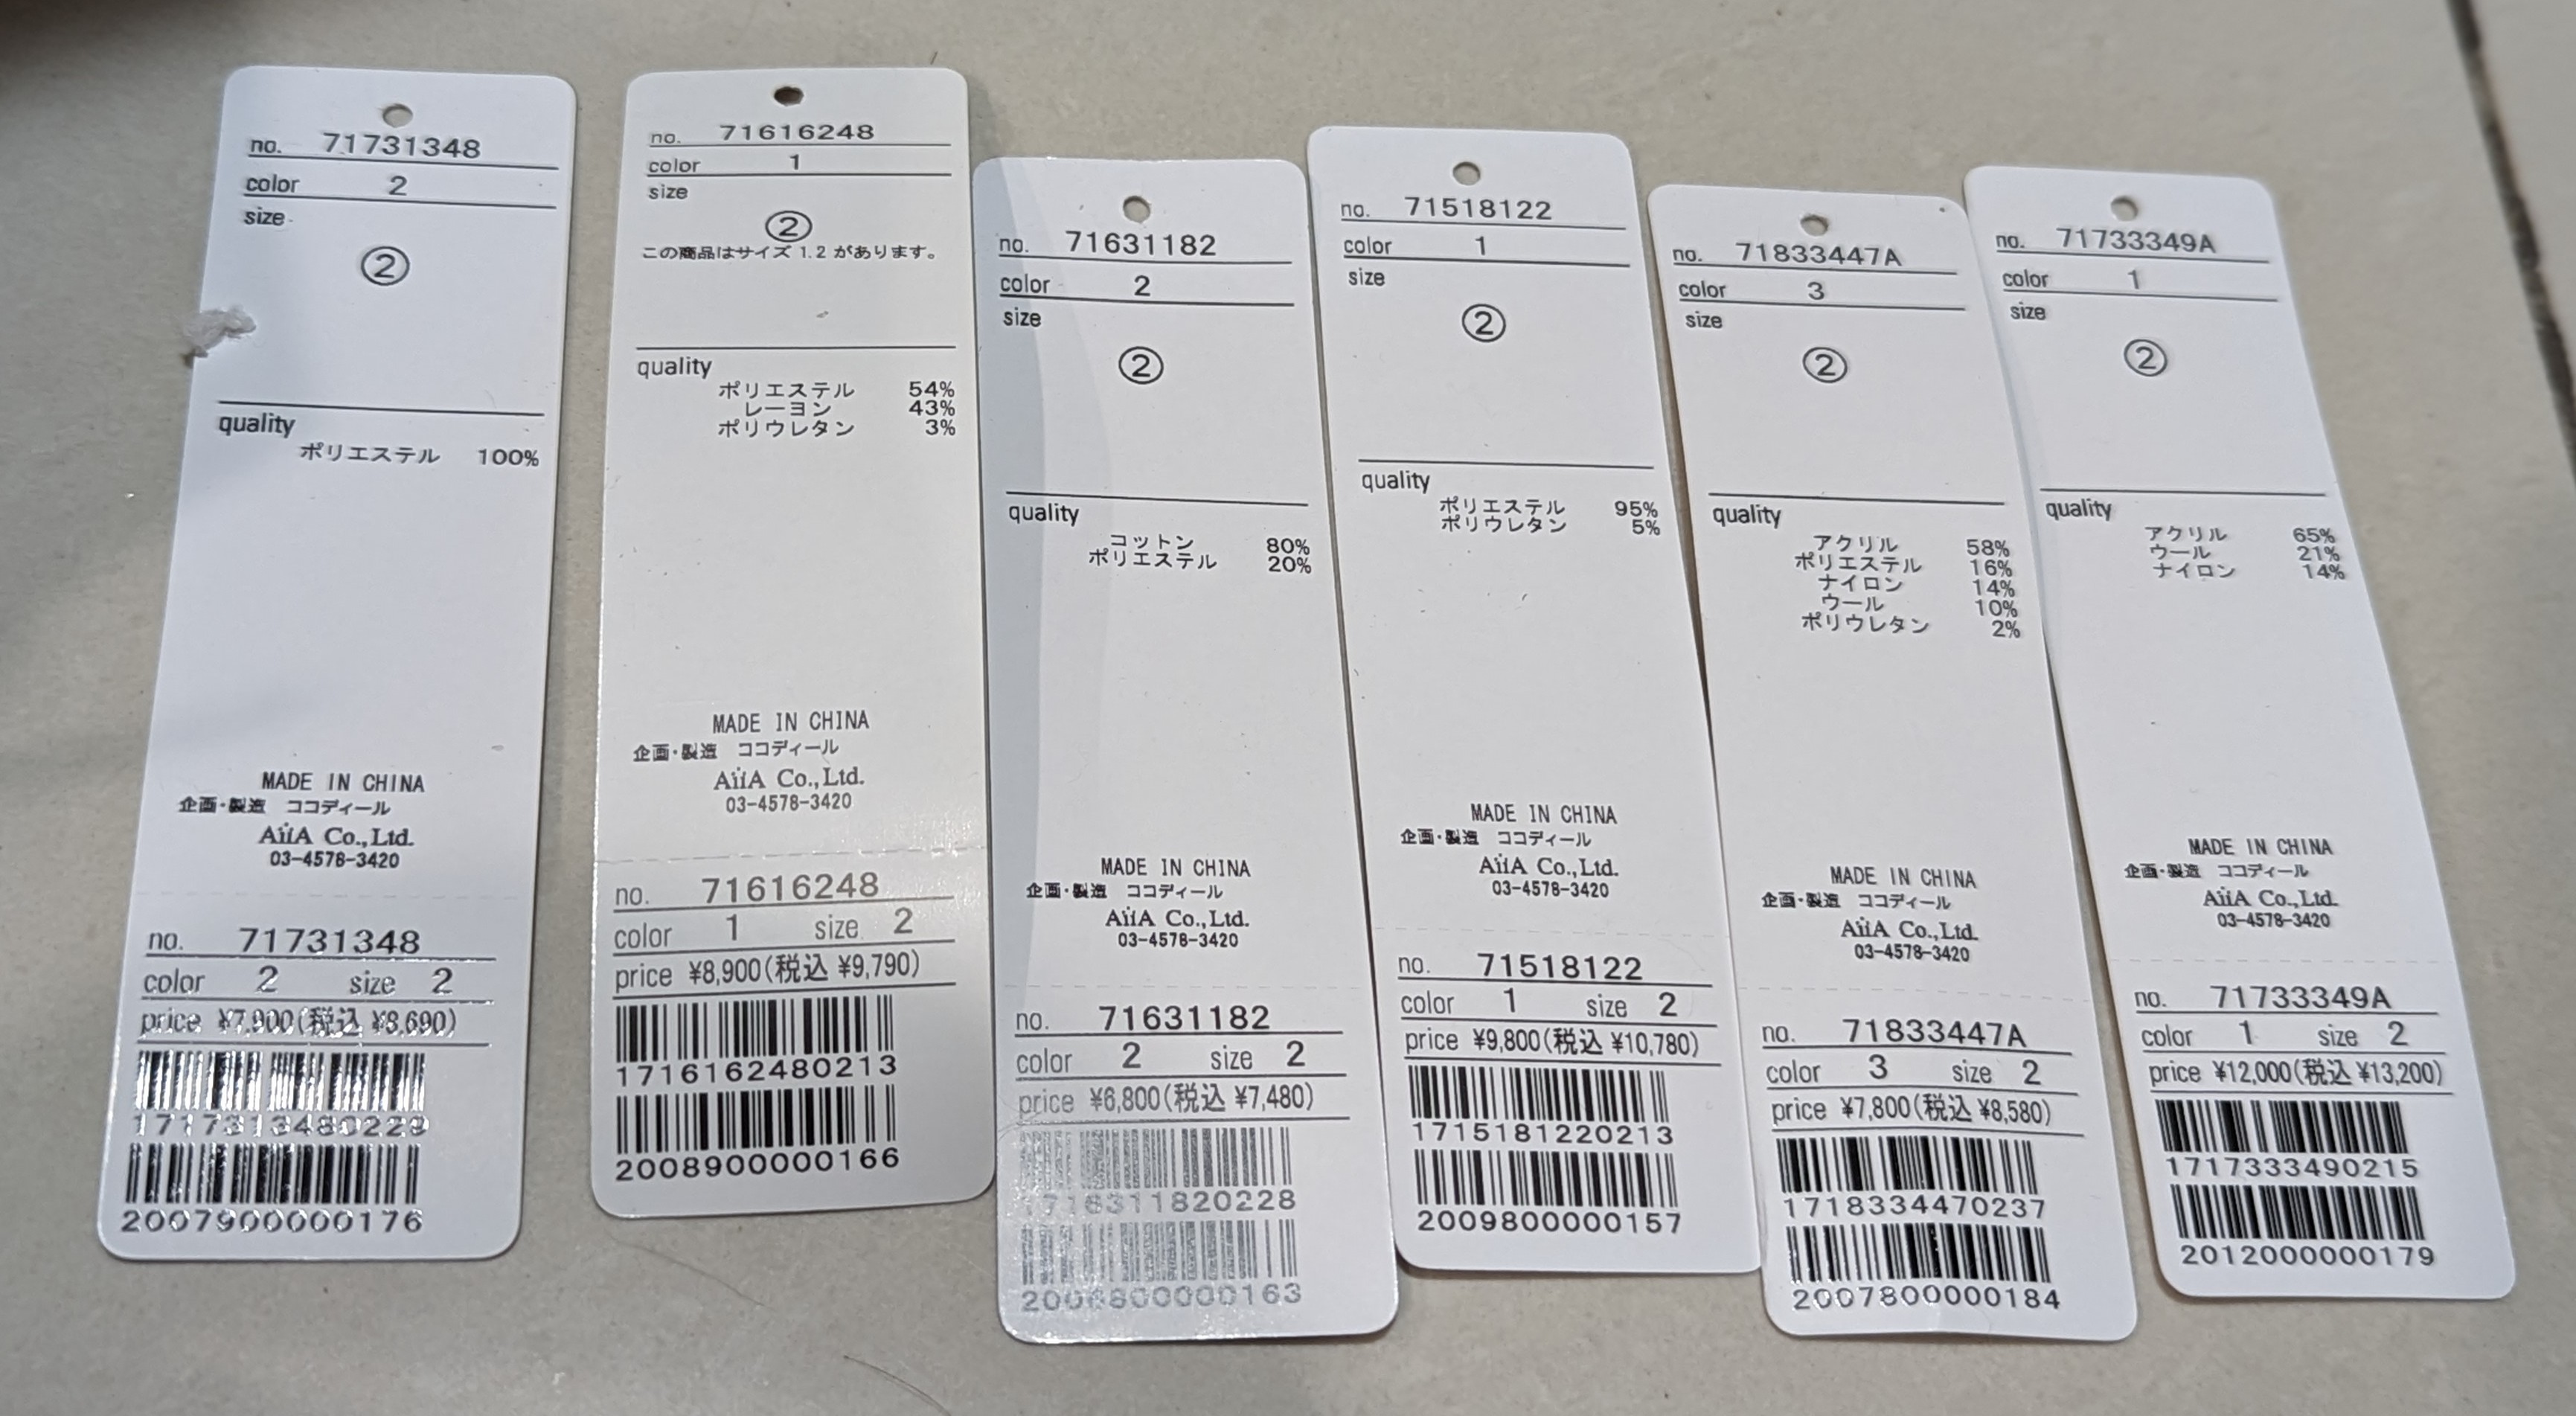 no. 71731348
color 2
size
②
quality
ポリエステル 100%
MADE IN CHINA
企画・製造 ココディール
AïiA Co.,Ltd.
03-4578-3420
no. 71731348
color 2 size 2
price ¥7,900(税込 ¥8,690)
1717313480229
2007900000176
no. 71616248
color 1
size
②
この商品はサイズ 1.2 があります。
quality
ポリエステル 54%
レーヨン 43%
ポリウレタン 3%
MADE IN CHINA
企画・製造 ココディール
AïiA Co.,Ltd.
03-4578-3420
no. 71616248
color 1 size 2
price ¥8,900(税込 ¥9,790)
1716162480213
2008900000166
no. 71631182
color 2
size
②
quality
コットン 80%
ポリエステル 20%
MADE IN CHINA
企画・製造 ココディール
AïiA Co.,Ltd.
03-4578-3420
no. 71631182
color 2 size 2
price ¥6,800(税込 ¥7,480)
1716311820228
2006800000163
no. 71518122
color 1
size
②
quality
ポリエステル 95%
ポリウレタン 5%
MADE IN CHINA
企画・製造 ココディール
AïiA Co.,Ltd.
03-4578-3420
no. 71518122
color 1 size 2
price ¥9,800(税込 ¥10,780)
1715181220213
2009800000157
no. 71833447A
color 3
size
②
quality
アクリル 58%
ポリエステル 16%
ナイロン 14%
ウール 10%
ポリウレタン 2%
MADE IN CHINA
企画・製造 ココディール
AïiA Co.,Ltd.
03-4578-3420
no. 71833447A
color 3 size 2
price ¥7,800(税込 ¥8,580)
1718334470237
2007800000184
no. 71733349A
color 1
size
②
quality
アクリル 65%
ウール 21%
ナイロン 14%
MADE IN CHINA
企画・製造 ココディール
AïiA Co.,Ltd.
03-4578-3420
no. 71733349A
color 1 size 2
price ¥12,000(税込 ¥13,200)
1717333490215
2012000000179